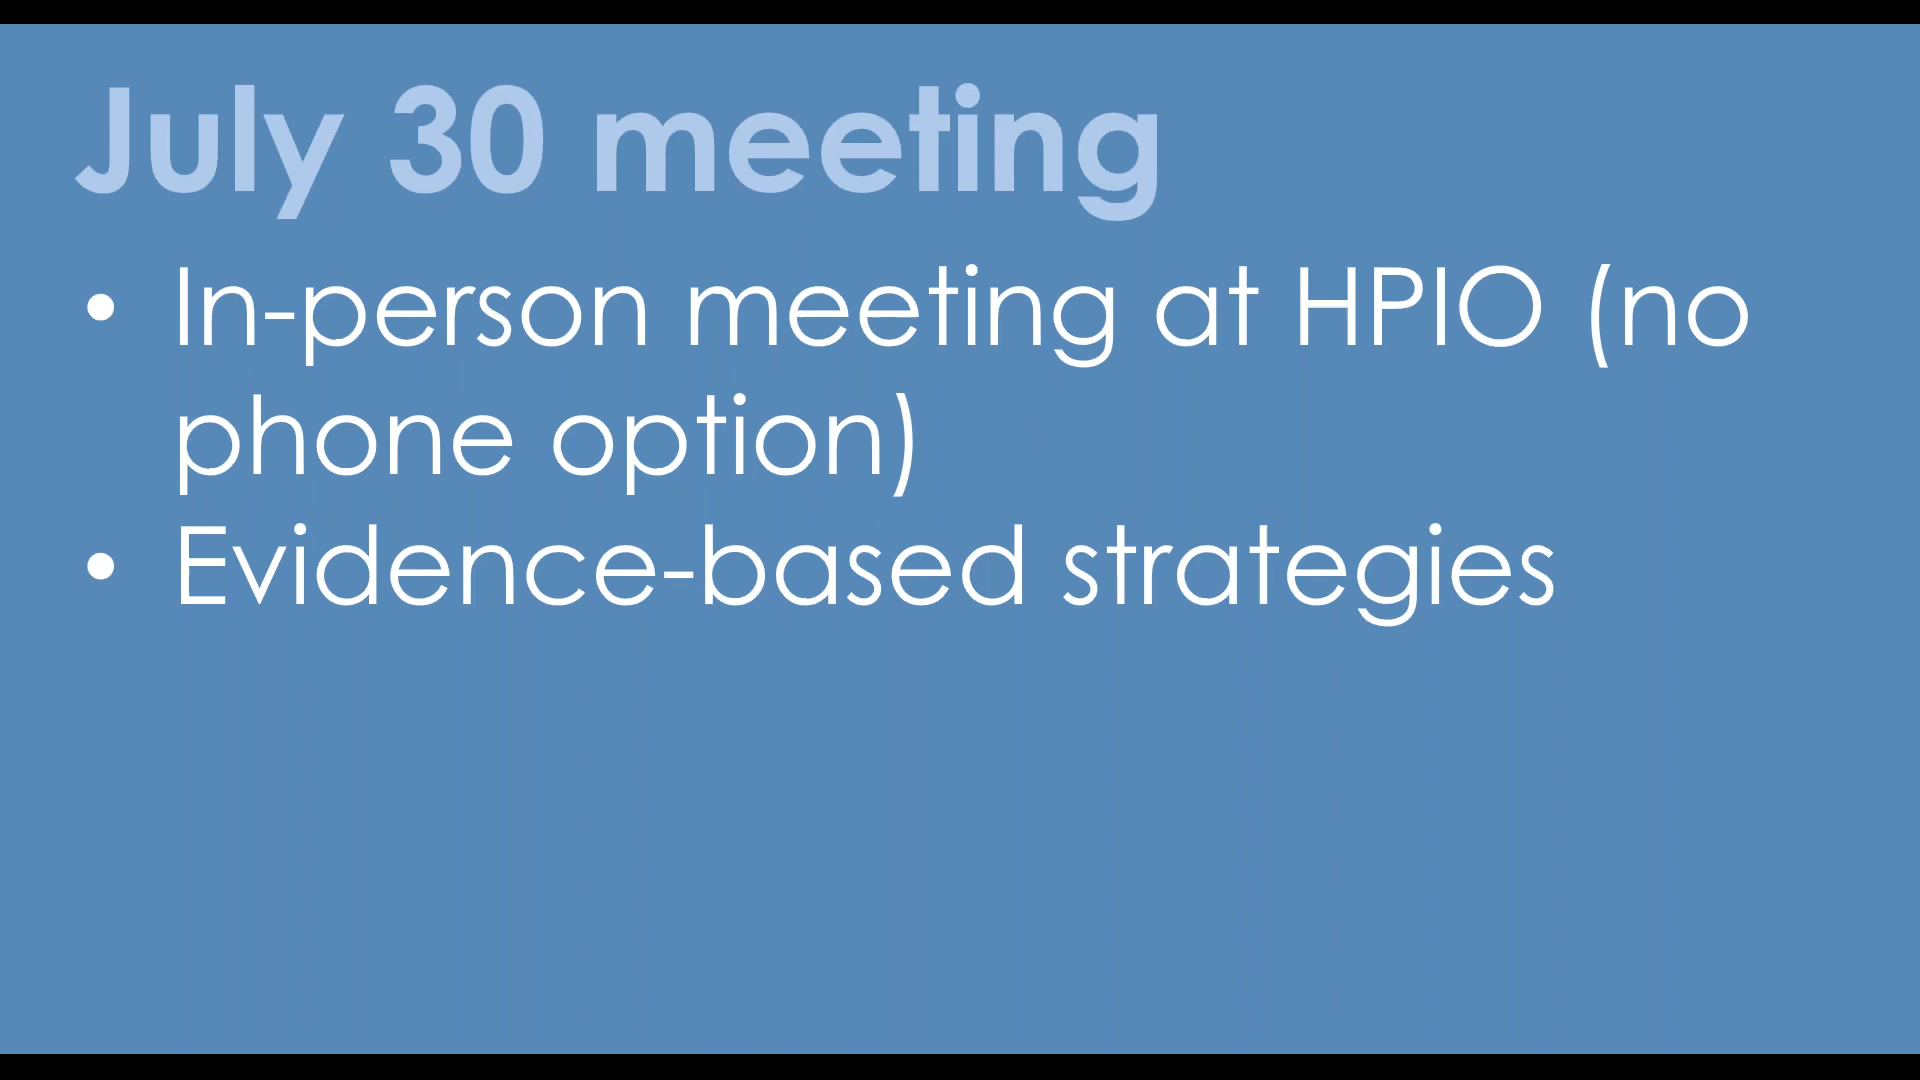 July 30 meeting
• In-person meeting at HPIO (no
phone option)
• Evidence-based strategies